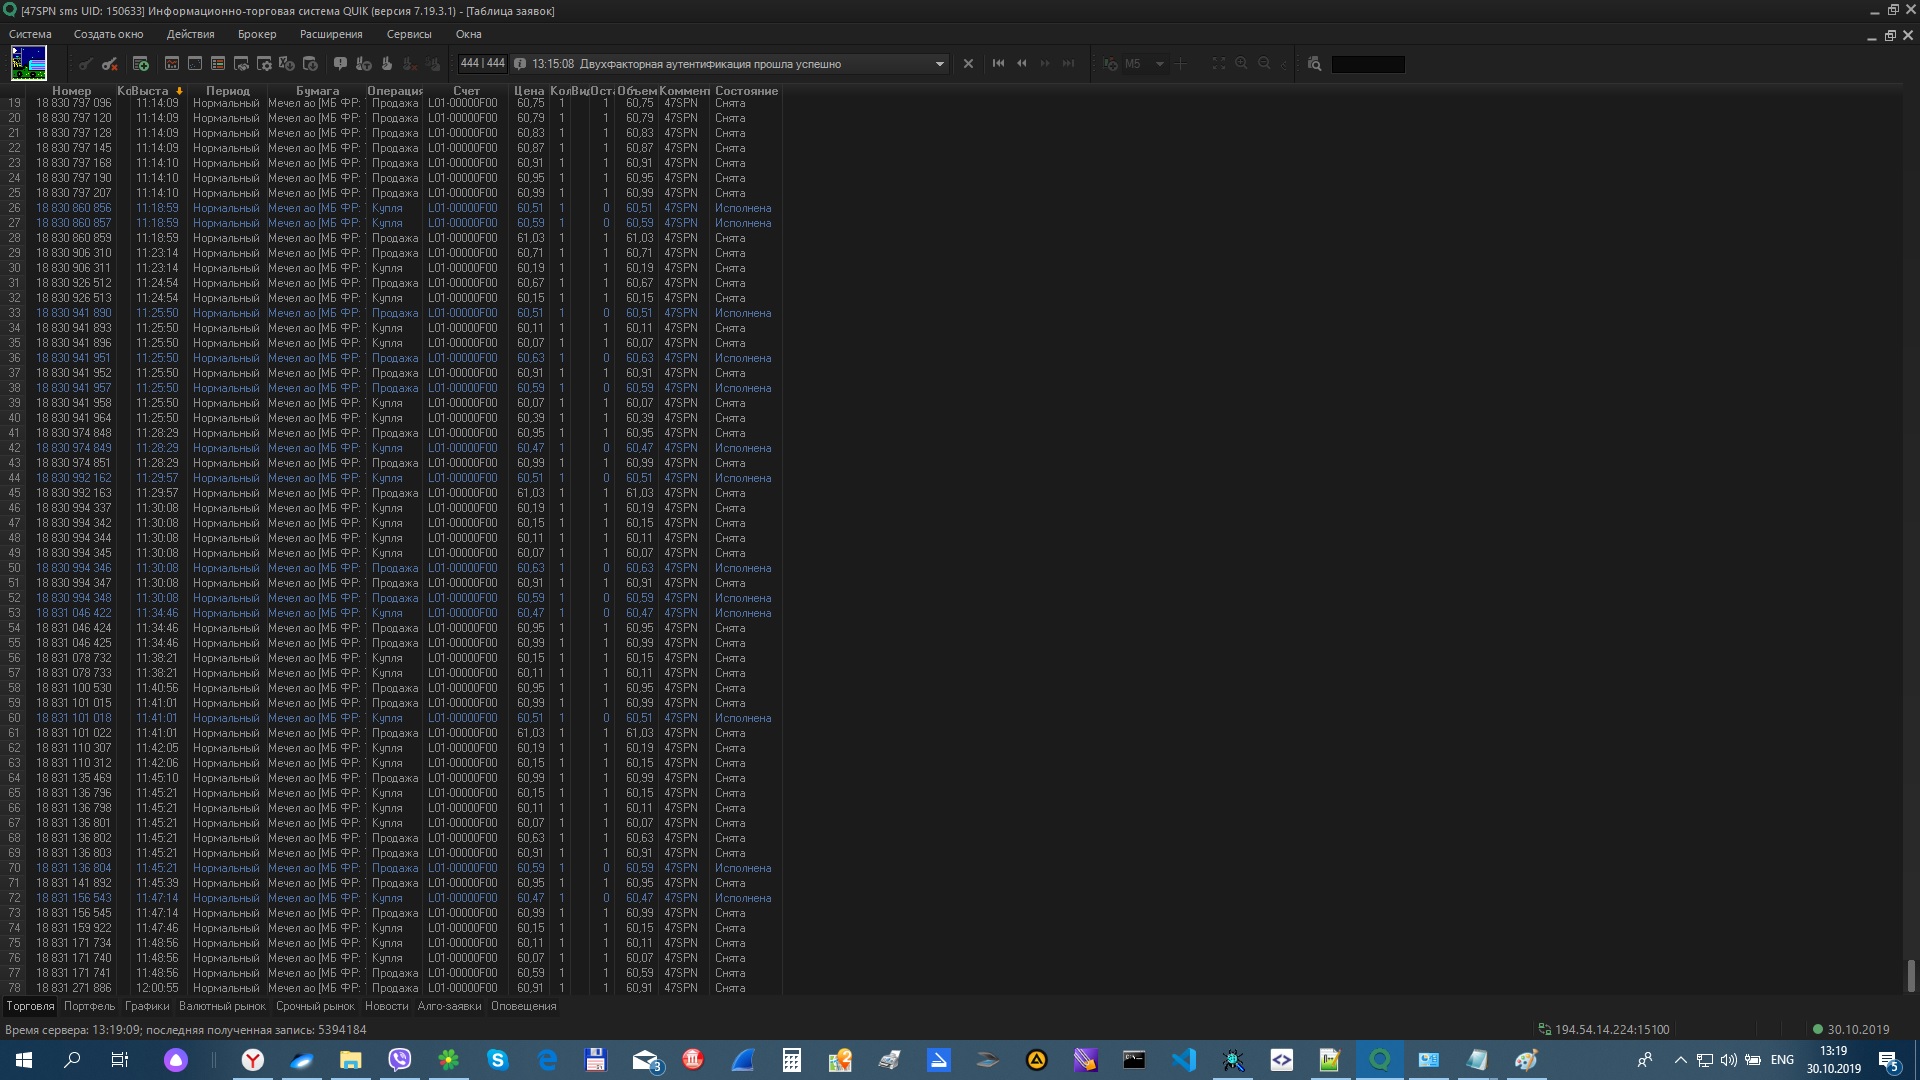 [47SPN sms UID: 150633] Информационно-торговая система QUIK (версия 7.19.3.1) - [Таблица заявок]
Система Создать окно Действия Брокер Расширения Сервисы Окна
444 | 444 13:15:08 Двухфакторная аутентификация прошла успешно M5
Номер Ко Выста Период Бумага Операция Счет Цена Кол Ви Ост Объем Коммент Состояние
19 18 830 797 096 11:14:09 Нормальный Мечел ао [МБ ФР: Продажа L01-00000F00 60,75 1 1 60,75 47SPN Снята
20 18 830 797 120 11:14:09 Нормальный Мечел ао [МБ ФР: Продажа L01-00000F00 60,79 1 1 60,79 47SPN Снята
21 18 830 797 128 11:14:09 Нормальный Мечел ао [МБ ФР: Продажа L01-00000F00 60,83 1 1 60,83 47SPN Снята
22 18 830 797 145 11:14:09 Нормальный Мечел ао [МБ ФР: Продажа L01-00000F00 60,87 1 1 60,87 47SPN Снята
23 18 830 797 168 11:14:10 Нормальный Мечел ао [МБ ФР: Продажа L01-00000F00 60,91 1 1 60,91 47SPN Снята
24 18 830 797 190 11:14:10 Нормальный Мечел ао [МБ ФР: Продажа L01-00000F00 60,95 1 1 60,95 47SPN Снята
25 18 830 797 207 11:14:10 Нормальный Мечел ао [МБ ФР: Продажа L01-00000F00 60,99 1 1 60,99 47SPN Снята
26 18 830 860 856 11:18:59 Нормальный Мечел ао [МБ ФР: Купля L01-00000F00 60,51 1 0 60,51 47SPN Исполнена
27 18 830 860 857 11:18:59 Нормальный Мечел ао [МБ ФР: Купля L01-00000F00 60,59 1 0 60,59 47SPN Исполнена
28 18 830 860 859 11:18:59 Нормальный Мечел ао [МБ ФР: Продажа L01-00000F00 61,03 1 1 61,03 47SPN Снята
29 18 830 906 310 11:23:14 Нормальный Мечел ао [МБ ФР: Продажа L01-00000F00 60,71 1 1 60,71 47SPN Снята
30 18 830 906 311 11:23:14 Нормальный Мечел ао [МБ ФР: Купля L01-00000F00 60,19 1 1 60,19 47SPN Снята
31 18 830 926 512 11:24:54 Нормальный Мечел ао [МБ ФР: Продажа L01-00000F00 60,67 1 1 60,67 47SPN Снята
32 18 830 926 513 11:24:54 Нормальный Мечел ао [МБ ФР: Купля L01-00000F00 60,15 1 1 60,15 47SPN Снята
33 18 830 941 890 11:25:50 Нормальный Мечел ао [МБ ФР: Продажа L01-00000F00 60,51 1 0 60,51 47SPN Исполнена
34 18 830 941 893 11:25:50 Нормальный Мечел ао [МБ ФР: Купля L01-00000F00 60,11 1 1 60,11 47SPN Снята
35 18 830 941 896 11:25:50 Нормальный Мечел ао [МБ ФР: Купля L01-00000F00 60,07 1 1 60,07 47SPN Снята
36 18 830 941 951 11:25:50 Нормальный Мечел ао [МБ ФР: Продажа L01-00000F00 60,63 1 0 60,63 47SPN Исполнена
37 18 830 941 952 11:25:50 Нормальный Мечел ао [МБ ФР: Продажа L01-00000F00 60,91 1 1 60,91 47SPN Снята
38 18 830 941 957 11:25:50 Нормальный Мечел ао [МБ ФР: Продажа L01-00000F00 60,59 1 0 60,59 47SPN Исполнена
39 18 830 941 958 11:25:50 Нормальный Мечел ао [МБ ФР: Купля L01-00000F00 60,07 1 1 60,07 47SPN Снята
40 18 830 941 964 11:25:50 Нормальный Мечел ао [МБ ФР: Купля L01-00000F00 60,39 1 1 60,39 47SPN Снята
41 18 830 974 848 11:28:29 Нормальный Мечел ао [МБ ФР: Продажа L01-00000F00 60,95 1 1 60,95 47SPN Снята
42 18 830 974 849 11:28:29 Нормальный Мечел ао [МБ ФР: Купля L01-00000F00 60,47 1 0 60,47 47SPN Исполнена
43 18 830 974 851 11:28:29 Нормальный Мечел ао [МБ ФР: Продажа L01-00000F00 60,99 1 1 60,99 47SPN Снята
44 18 830 992 162 11:29:57 Нормальный Мечел ао [МБ ФР: Купля L01-00000F00 60,51 1 0 60,51 47SPN Исполнена
45 18 830 992 163 11:29:57 Нормальный Мечел ао [МБ ФР: Продажа L01-00000F00 61,03 1 1 61,03 47SPN Снята
46 18 830 994 337 11:30:08 Нормальный Мечел ао [МБ ФР: Купля L01-00000F00 60,19 1 1 60,19 47SPN Снята
47 18 830 994 342 11:30:08 Нормальный Мечел ао [МБ ФР: Купля L01-00000F00 60,15 1 1 60,15 47SPN Снята
48 18 830 994 344 11:30:08 Нормальный Мечел ао [МБ ФР: Купля L01-00000F00 60,11 1 1 60,11 47SPN Снята
49 18 830 994 345 11:30:08 Нормальный Мечел ао [МБ ФР: Купля L01-00000F00 60,07 1 1 60,07 47SPN Снята
50 18 830 994 346 11:30:08 Нормальный Мечел ао [МБ ФР: Продажа L01-00000F00 60,63 1 0 60,63 47SPN Исполнена
51 18 830 994 347 11:30:08 Нормальный Мечел ао [МБ ФР: Продажа L01-00000F00 60,91 1 1 60,91 47SPN Снята
52 18 830 994 348 11:30:08 Нормальный Мечел ао [МБ ФР: Продажа L01-00000F00 60,59 1 0 60,59 47SPN Исполнена
53 18 831 046 422 11:34:46 Нормальный Мечел ао [МБ ФР: Купля L01-00000F00 60,47 1 0 60,47 47SPN Исполнена
54 18 831 046 424 11:34:46 Нормальный Мечел ао [МБ ФР: Продажа L01-00000F00 60,95 1 1 60,95 47SPN Снята
55 18 831 046 425 11:34:46 Нормальный Мечел ао [МБ ФР: Продажа L01-00000F00 60,99 1 1 60,99 47SPN Снята
56 18 831 078 732 11:38:21 Нормальный Мечел ао [МБ ФР: Купля L01-00000F00 60,15 1 1 60,15 47SPN Снята
57 18 831 078 733 11:38:21 Нормальный Мечел ао [МБ ФР: Купля L01-00000F00 60,11 1 1 60,11 47SPN Снята
58 18 831 100 530 11:40:56 Нормальный Мечел ао [МБ ФР: Продажа L01-00000F00 60,95 1 1 60,95 47SPN Снята
59 18 831 101 015 11:41:01 Нормальный Мечел ао [МБ ФР: Продажа L01-00000F00 60,99 1 1 60,99 47SPN Снята
60 18 831 101 018 11:41:01 Нормальный Мечел ао [МБ ФР: Купля L01-00000F00 60,51 1 0 60,51 47SPN Исполнена
61 18 831 101 022 11:41:01 Нормальный Мечел ао [МБ ФР: Продажа L01-00000F00 61,03 1 1 61,03 47SPN Снята
62 18 831 110 307 11:42:05 Нормальный Мечел ао [МБ ФР: Купля L01-00000F00 60,19 1 1 60,19 47SPN Снята
63 18 831 110 312 11:42:06 Нормальный Мечел ао [МБ ФР: Купля L01-00000F00 60,15 1 1 60,15 47SPN Снята
64 18 831 135 469 11:45:10 Нормальный Мечел ао [МБ ФР: Продажа L01-00000F00 60,99 1 1 60,99 47SPN Снята
65 18 831 136 796 11:45:21 Нормальный Мечел ао [МБ ФР: Купля L01-00000F00 60,15 1 1 60,15 47SPN Снята
66 18 831 136 798 11:45:21 Нормальный Мечел ао [МБ ФР: Купля L01-00000F00 60,11 1 1 60,11 47SPN Снята
67 18 831 136 801 11:45:21 Нормальный Мечел ао [МБ ФР: Купля L01-00000F00 60,07 1 1 60,07 47SPN Снята
68 18 831 136 802 11:45:21 Нормальный Мечел ао [МБ ФР: Продажа L01-00000F00 60,63 1 1 60,63 47SPN Снята
69 18 831 136 803 11:45:21 Нормальный Мечел ао [МБ ФР: Продажа L01-00000F00 60,91 1 1 60,91 47SPN Снята
70 18 831 136 804 11:45:21 Нормальный Мечел ао [МБ ФР: Продажа L01-00000F00 60,59 1 0 60,59 47SPN Исполнена
71 18 831 141 892 11:45:39 Нормальный Мечел ао [МБ ФР: Продажа L01-00000F00 60,95 1 1 60,95 47SPN Снята
72 18 831 156 543 11:47:14 Нормальный Мечел ао [МБ ФР: Купля L01-00000F00 60,47 1 0 60,47 47SPN Исполнена
73 18 831 156 545 11:47:14 Нормальный Мечел ао [МБ ФР: Продажа L01-00000F00 60,99 1 1 60,99 47SPN Снята
74 18 831 159 922 11:47:46 Нормальный Мечел ао [МБ ФР: Купля L01-00000F00 60,15 1 1 60,15 47SPN Снята
75 18 831 171 734 11:48:56 Нормальный Мечел ао [МБ ФР: Купля L01-00000F00 60,11 1 1 60,11 47SPN Снята
76 18 831 171 740 11:48:56 Нормальный Мечел ао [МБ ФР: Купля L01-00000F00 60,07 1 1 60,07 47SPN Снята
77 18 831 171 741 11:48:56 Нормальный Мечел ао [МБ ФР: Продажа L01-00000F00 60,59 1 1 60,59 47SPN Снята
78 18 831 271 886 12:00:55 Нормальный Мечел ао [МБ ФР: Продажа L01-00000F00 60,91 1 1 60,91 47SPN Снята
Торговля Портфель Графики Валютный рынок Срочный рынок Новости Алго-заявки Оповещения
Время сервера: 13:19:09; последняя полученная запись: 5394184 194.54.14.224:15100 30.10.2019
3 ENG 13:19 5
30.10.2019